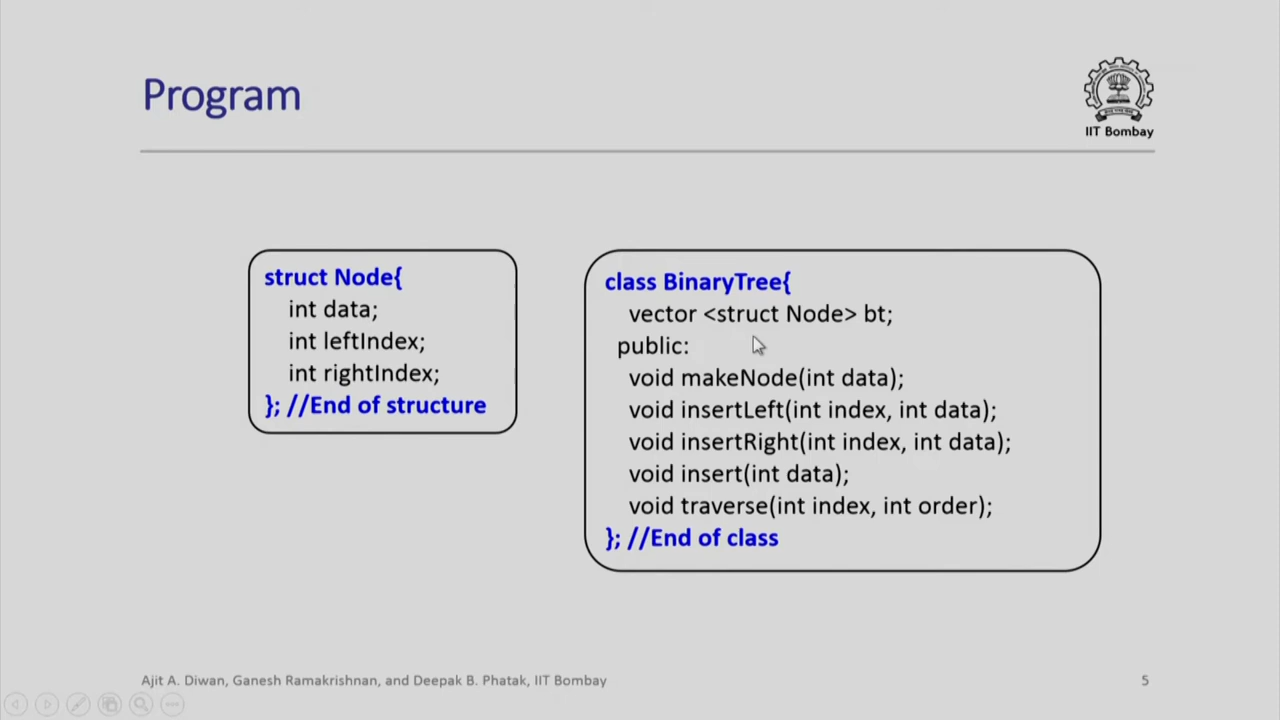 Program
IIT Bombay
struct Node{
int data;
int leftIndex;
int rightIndex;
}; //End of structure
class BinaryTree{
vector <struct Node> bt;
public:
void makeNode(int data);
void insertLeft(int index, int data);
void insertRight(int index, int data);
void insert(int data);
void traverse(int index, int order);
}; //End of class
Ajit A. Diwan, Ganesh Ramakrishnan, and Deepak B. Phatak, IIT Bombay
5